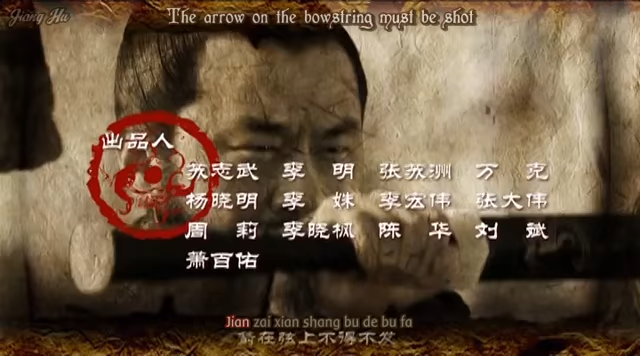 Jiang Hu
The arrow on the bowstring must be shot
出品人
苏志武 李 明 张苏洲 万 克
杨晓明 李 姝 李宏伟 张大伟
周 莉 李晓枫 陈 华 刘 斌
萧百佑
Jian zai xian shang bu de bu fa
箭在弦上不得不发